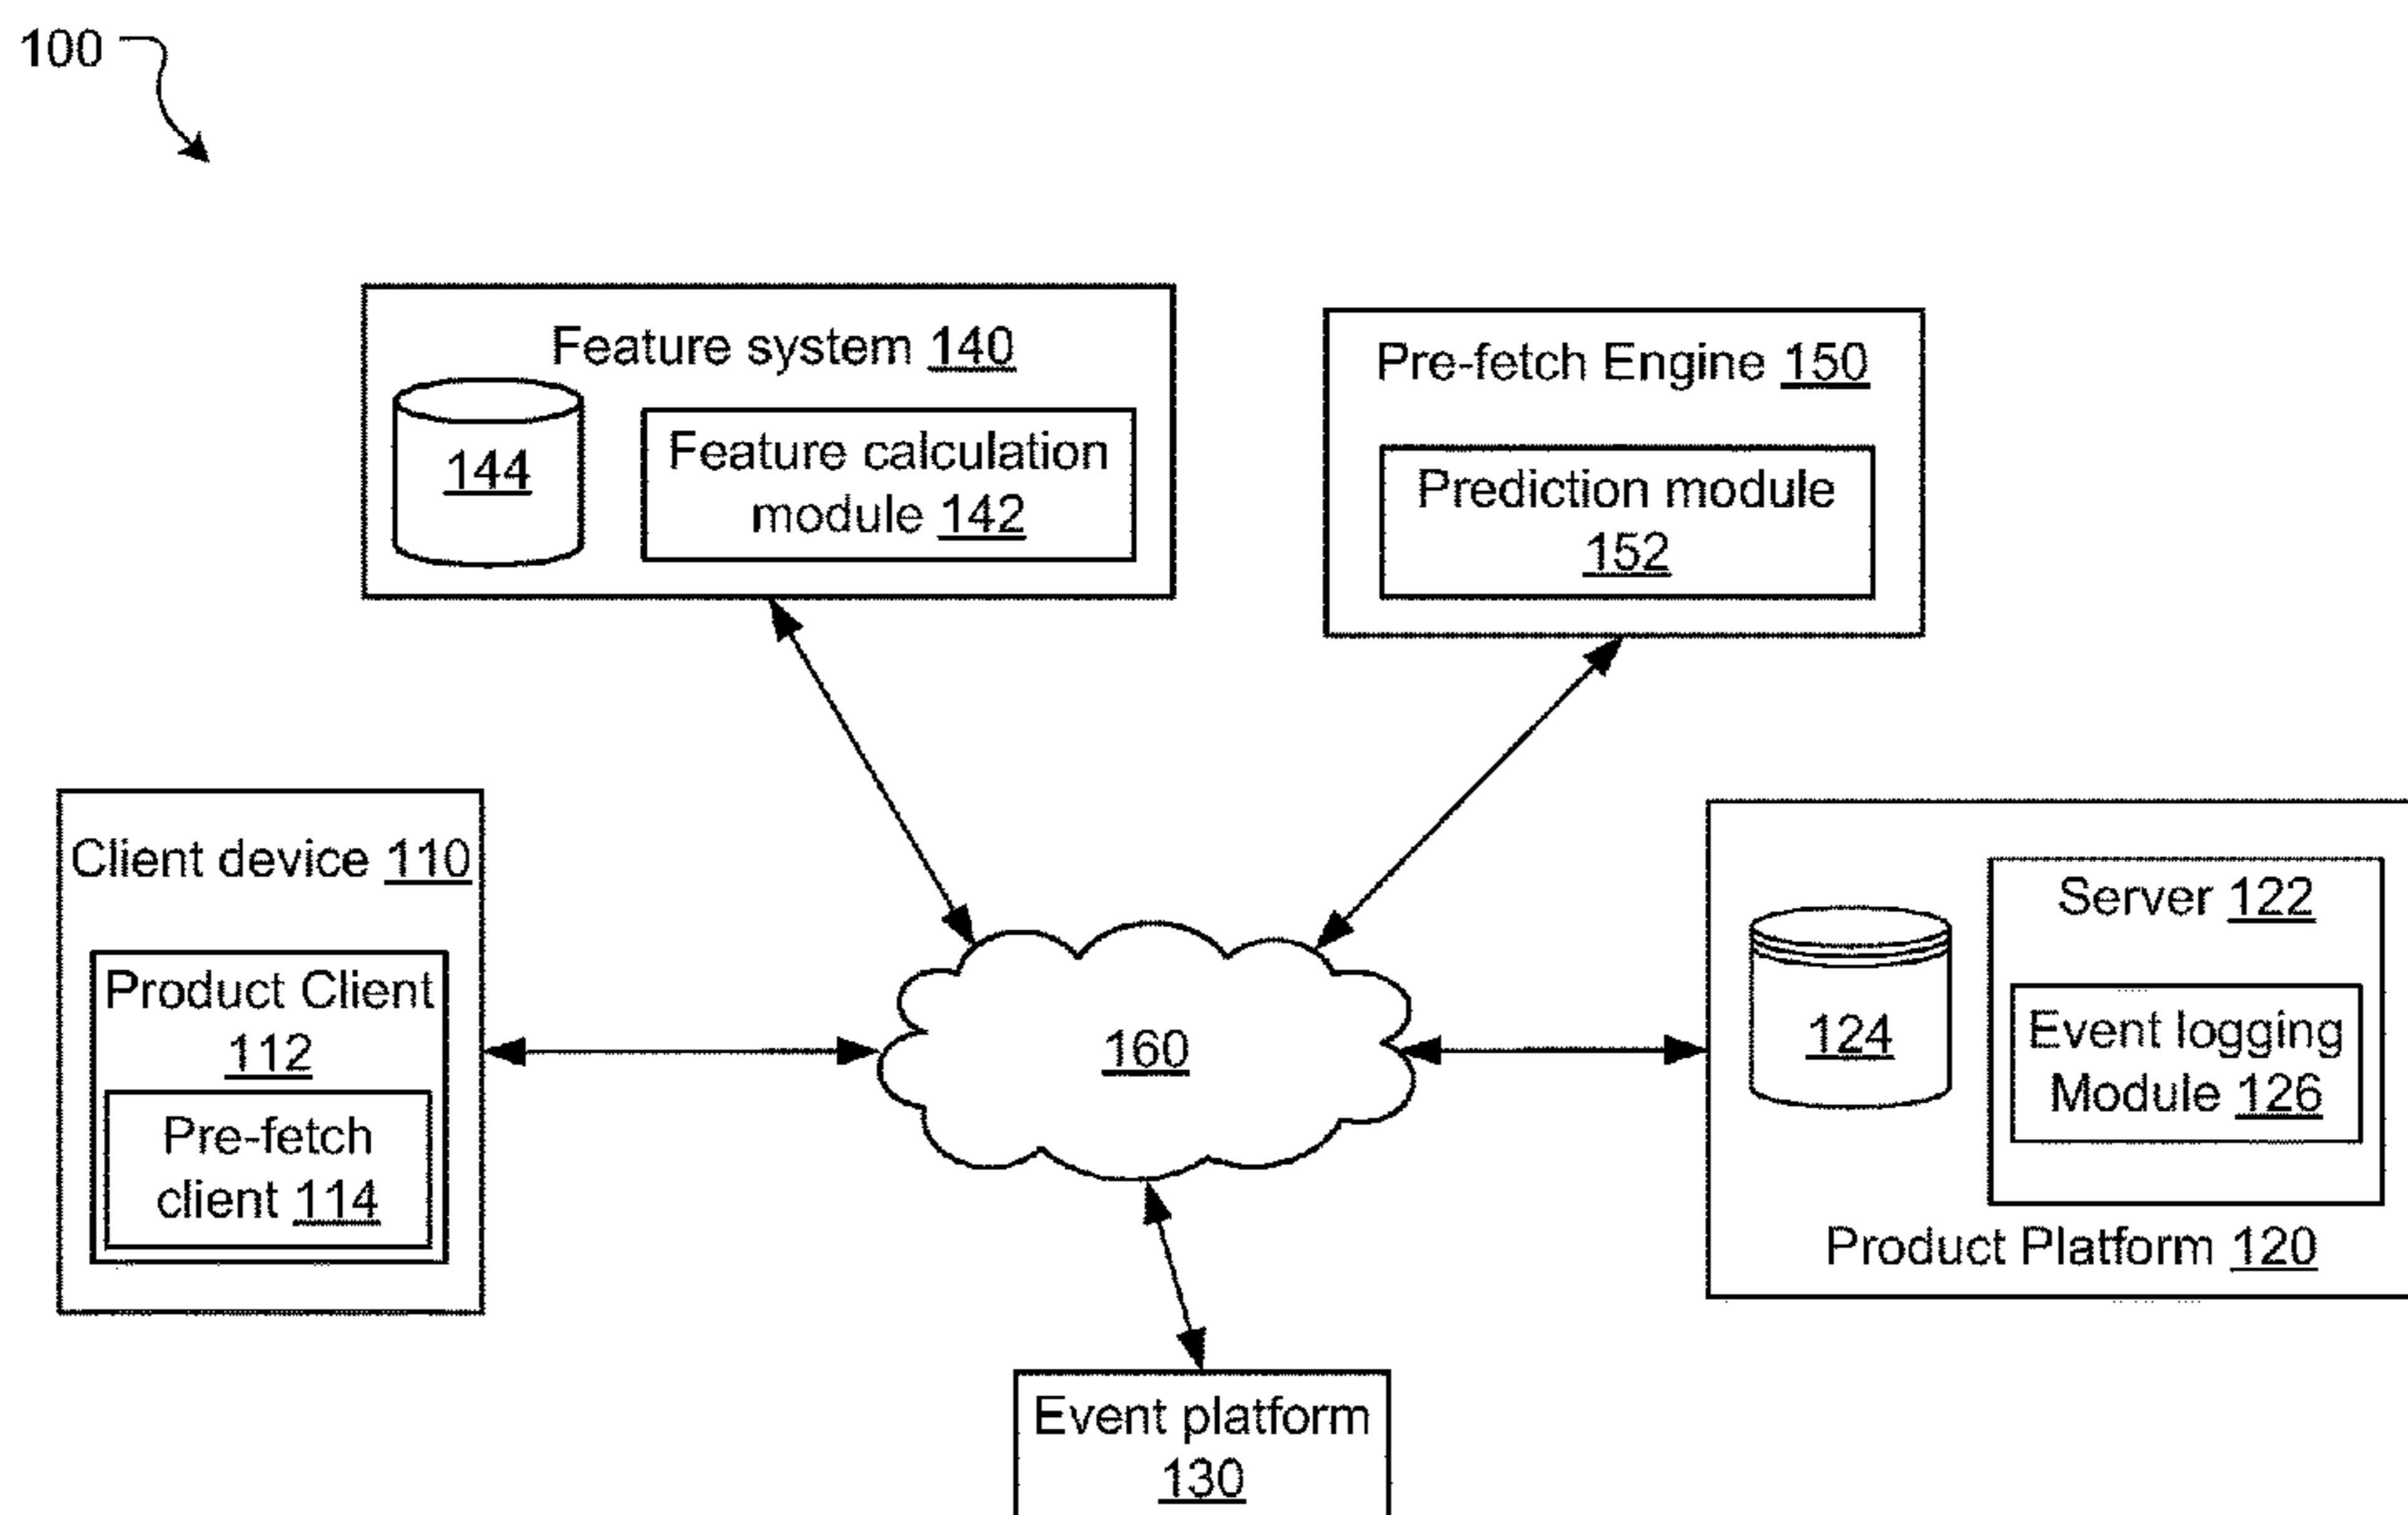 100
Feature system 140
144
Feature calculation
module 142
Pre-fetch Engine 150
Prediction module
152
Client device 110
Product Client
112
Pre-fetch
client 114
160
Server 122
124
Event logging
Module 126
Product Platform 120
Event platform
130